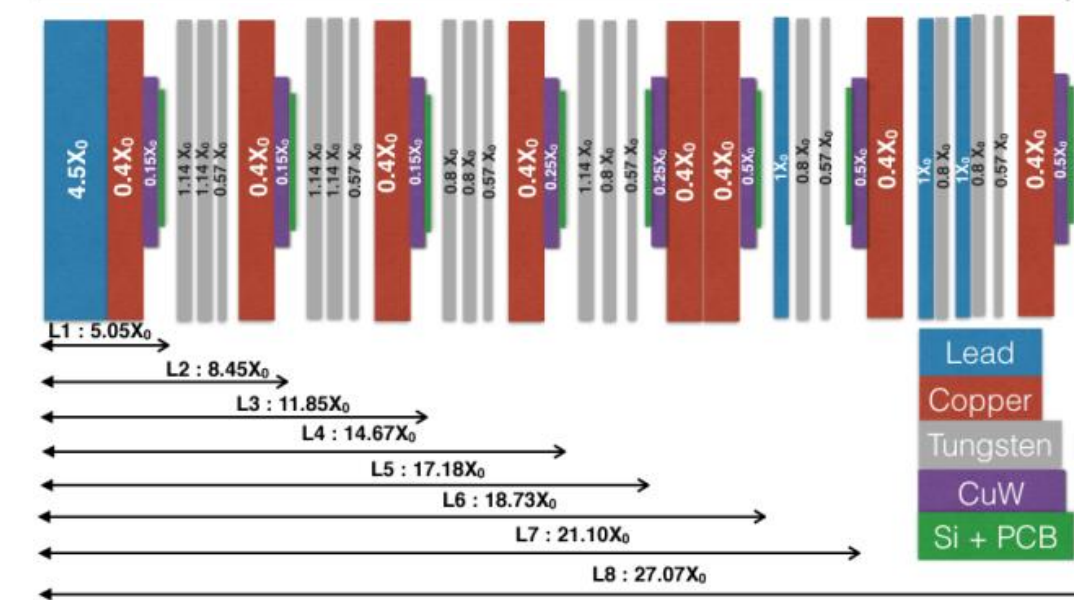 4.5X₀
0.4X₀
0.15X₀
1.14 X₀
1.14 X₀
0.57 X₀
0.4X₀
0.15X₀
1.14 X₀
1.14 X₀
0.57 X₀
0.4X₀
0.15X₀
0.8 X₀
0.8 X₀
0.57 X₀
0.4X₀
0.25X₀
1.14 X₀
0.8 X₀
0.57 X₀
0.25X₀
0.4X₀
0.4X₀
0.5X₀
1X₀
0.8 X₀
0.57 X₀
0.5X₀
0.4X₀
1X₀
0.8 X₀
1X₀
0.8 X₀
0.57 X₀
0.4X₀
0.5X₀
L1 : 5.05X₀
L2 : 8.45X₀
L3 : 11.85X₀
L4 : 14.67X₀
L5 : 17.18X₀
L6 : 18.73X₀
L7 : 21.10X₀
L8 : 27.07X₀
Lead
Copper
Tungsten
CuW
Si + PCB